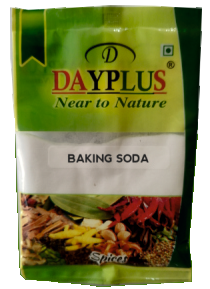 D
DAYPLUS®
Near to Nature
BAKING SODA
Spices